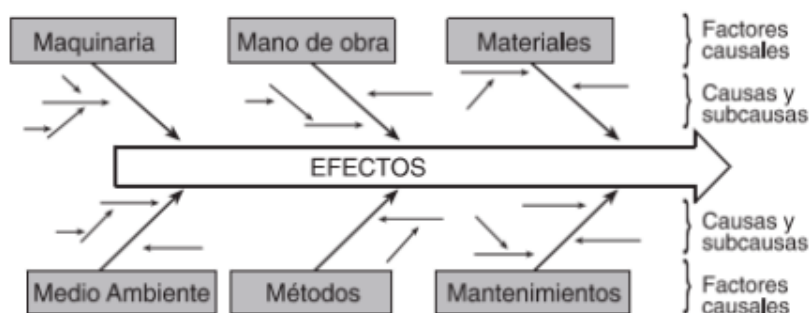 Maquinaria
Mano de obra
Materiales
Factores
causales
Causas y
subcausas
EFECTOS
Causas y
subcausas
Medio Ambiente
Métodos
Mantenimientos
Factores
causales